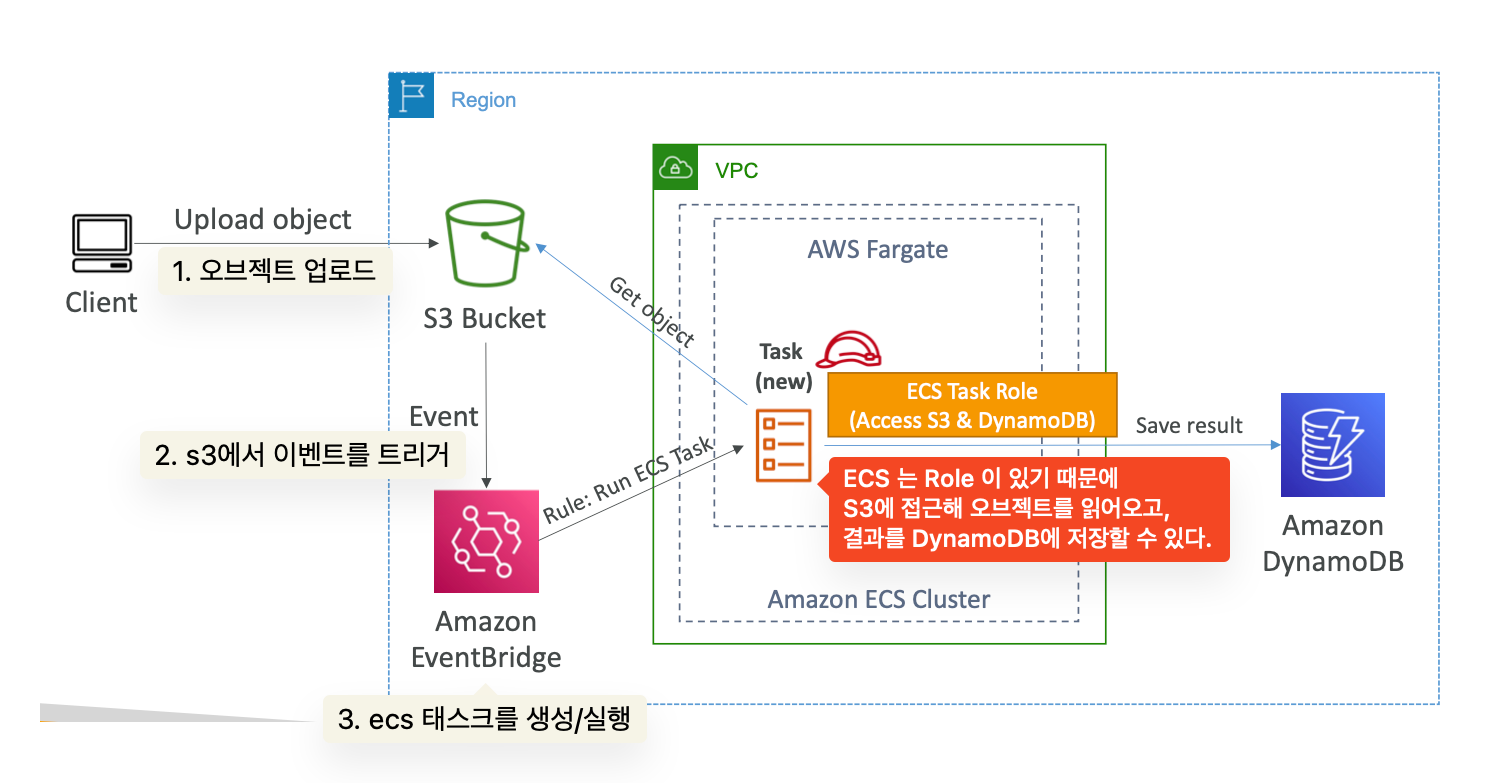 Region
VPC
Upload object
1. 오브젝트 업로드
Client
S3 Bucket
AWS Fargate
Get object
Task
(new)
ECS Task Role
(Access S3 & DynamoDB)
Save result
Event
2. s3에서 이벤트를 트리거
Rule: Run ECS Task
ECS 는 Role 이 있기 때문에
S3에 접근해 오브젝트를 읽어오고,
결과를 DynamoDB에 저장할 수 있다.
Amazon
DynamoDB
Amazon ECS Cluster
Amazon
EventBridge
3. ecs 태스크를 생성/실행